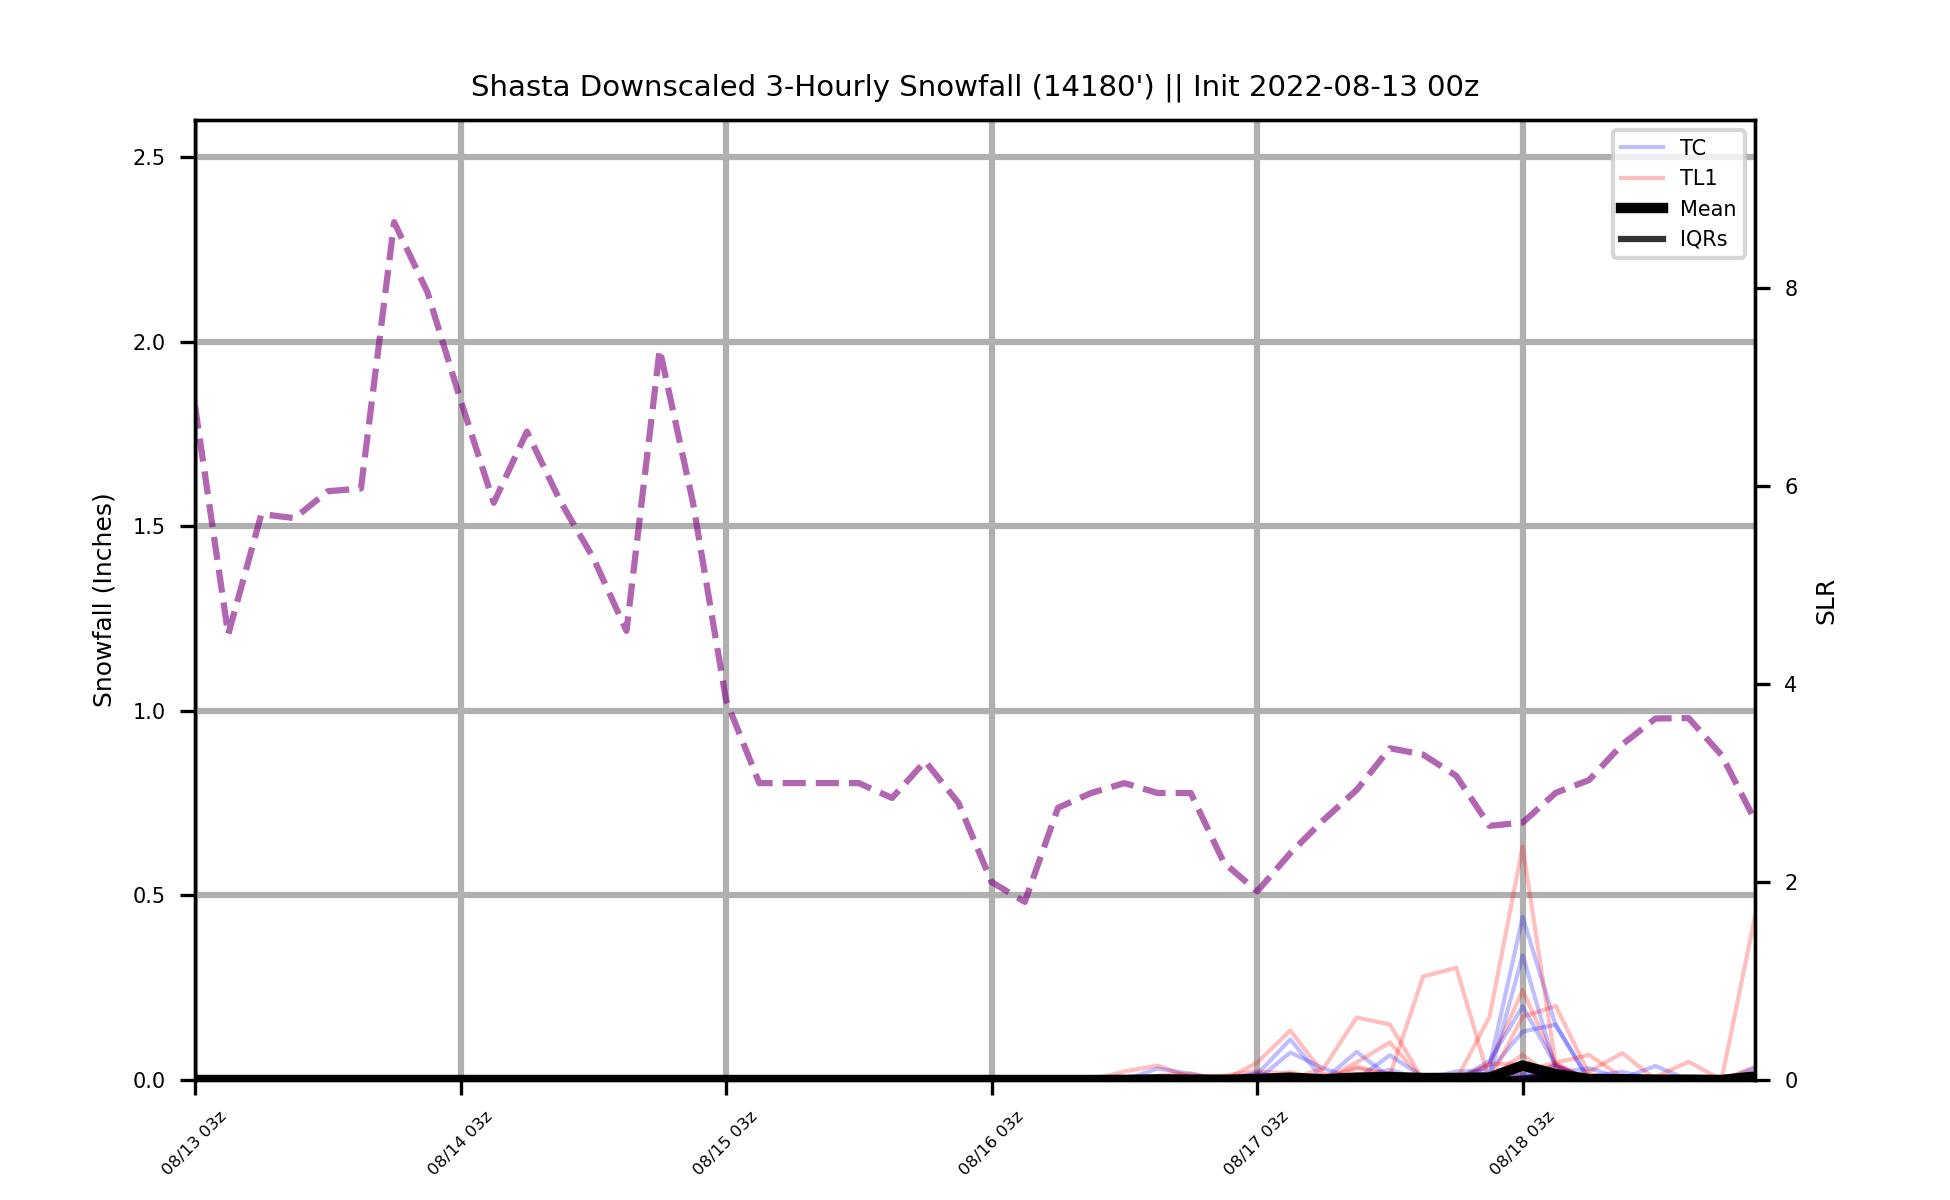 Shasta Downscaled 3-Hourly Snowfall (14180') || Init 2022-08-13 00z
TC
TL1
Mean
IQRs
2.5
2.0
1.5
1.0
0.5
0.0
Snowfall (Inches)
8
6
4
2
0
SLR
08/13 03z
08/14 03z
08/15 03z
08/16 03z
08/17 03z
08/18 03z